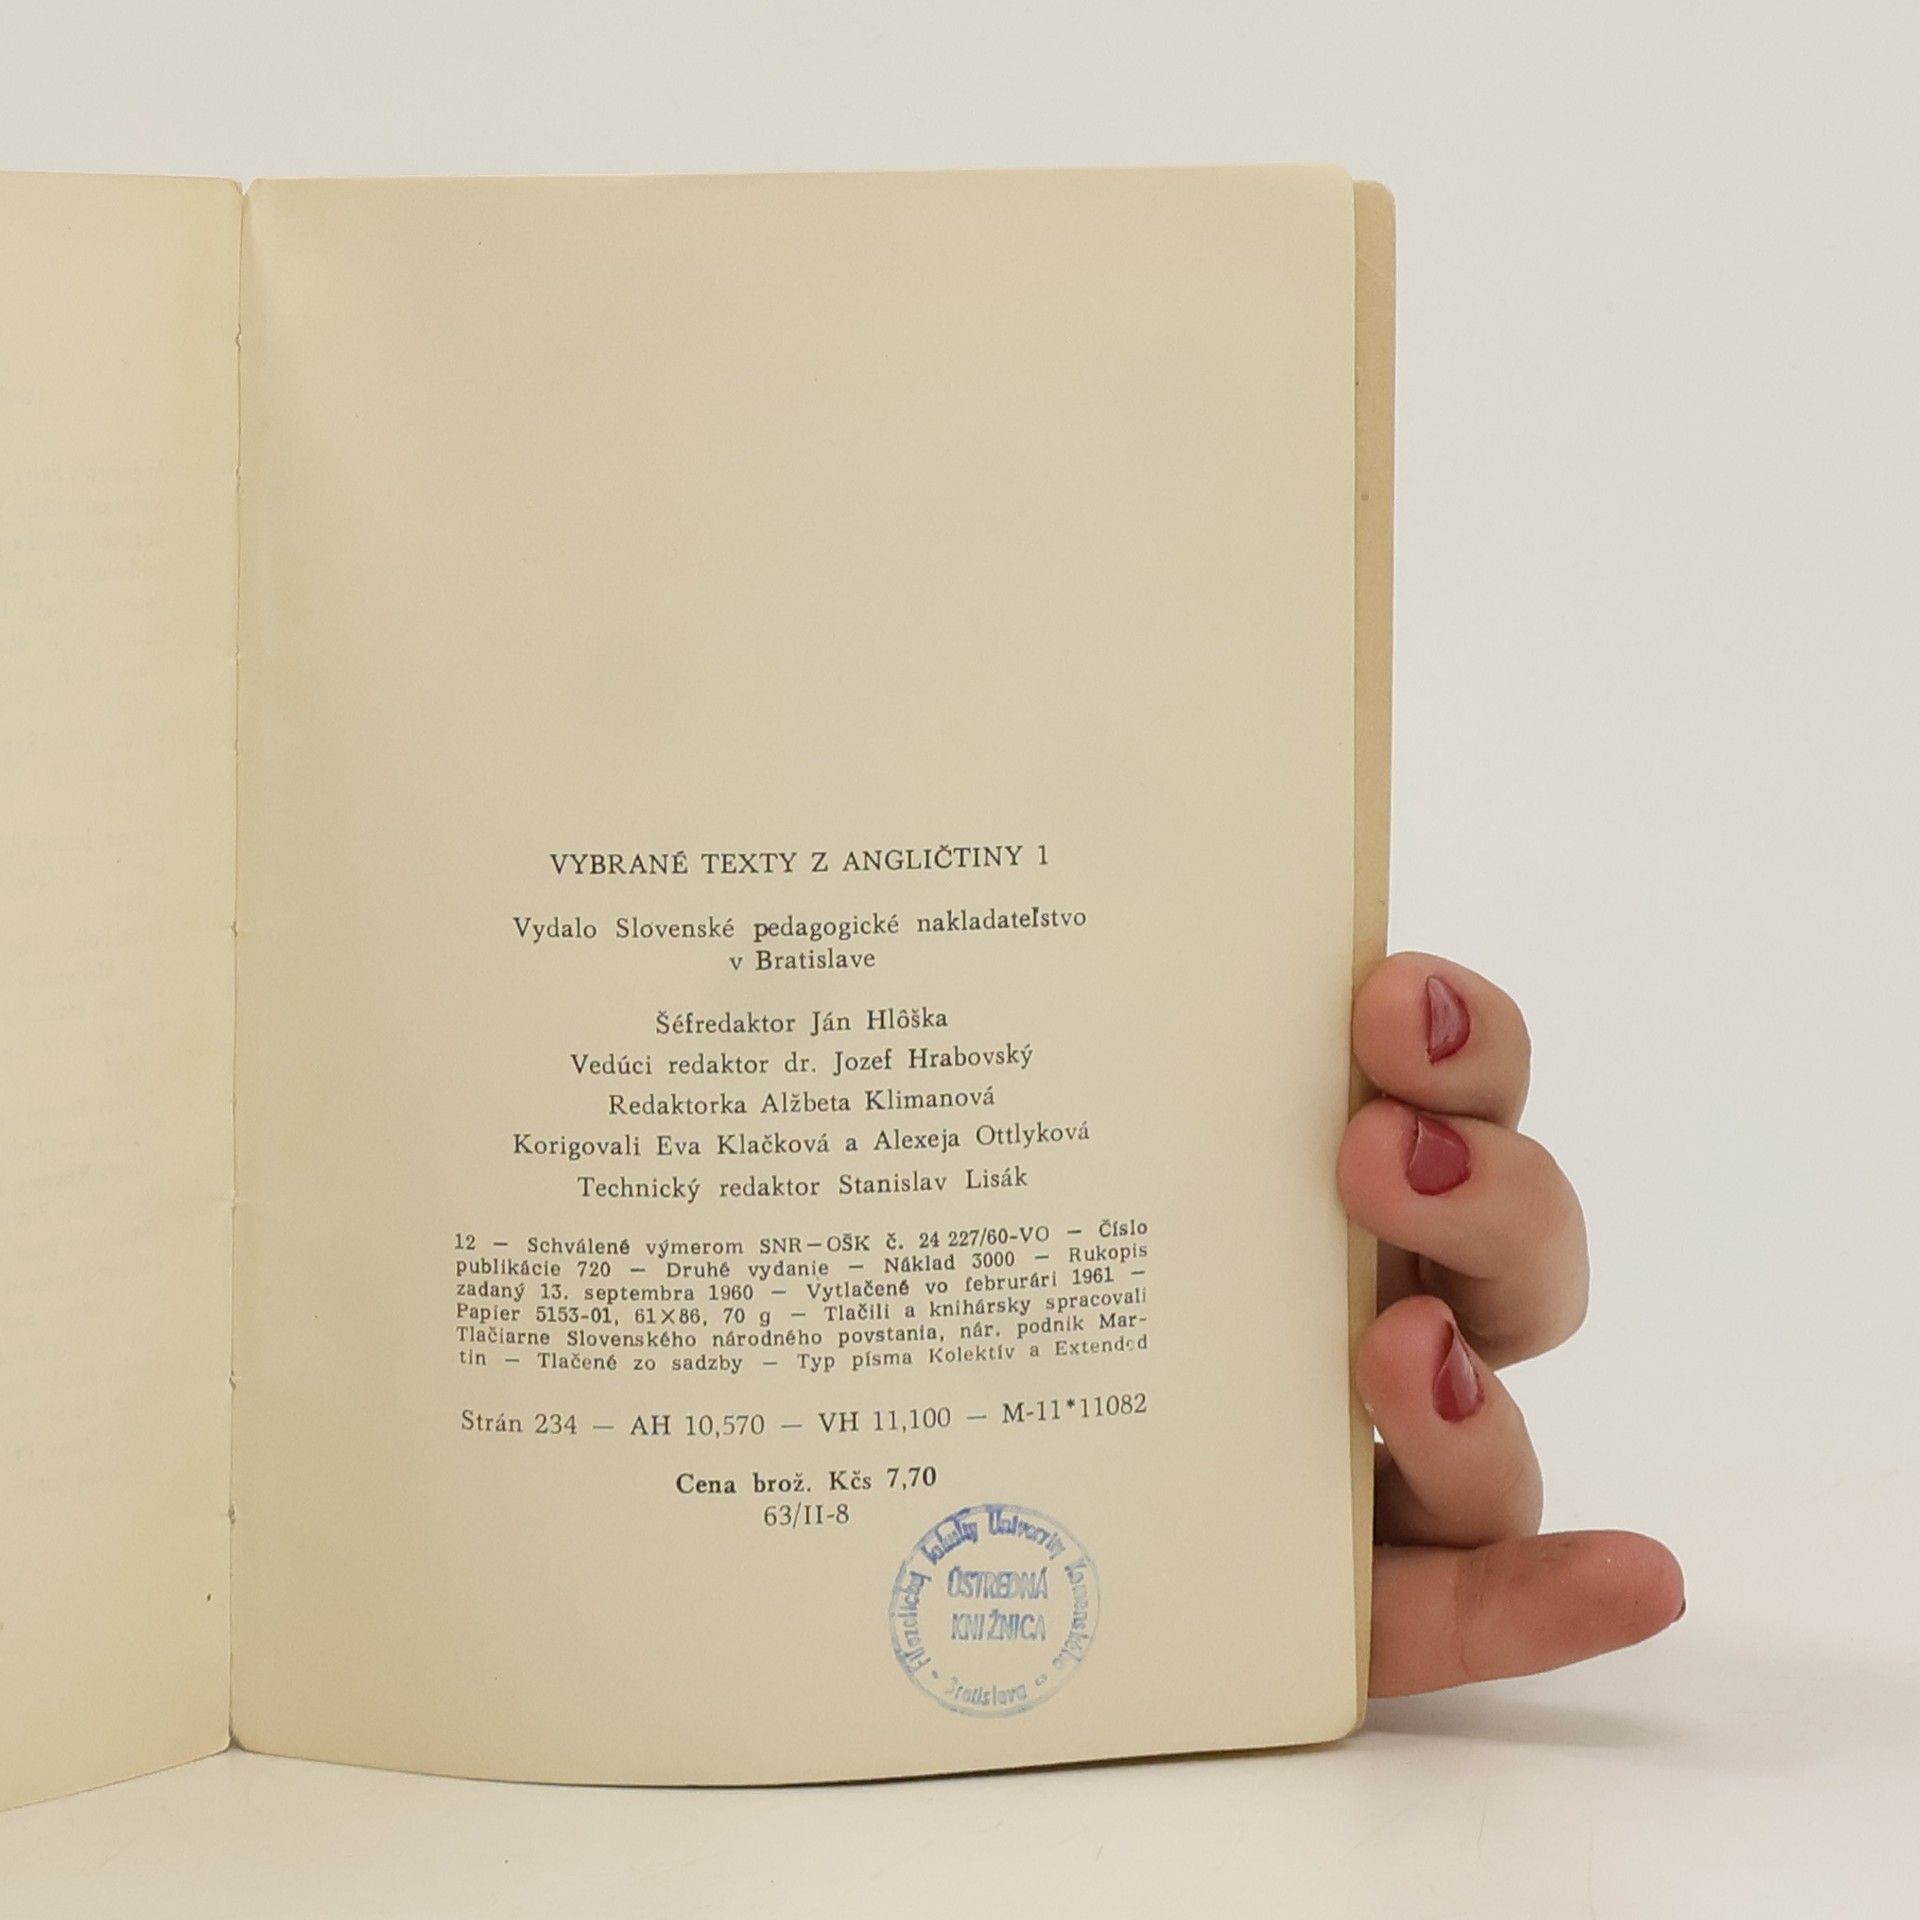 VYBRANÉ TEXTY Z ANGLIČTINY 1
Vydalo Slovenské pedagogické nakladateľstvo
v Bratislave
Šéfredaktor Ján Hlôška
Vedúci redaktor dr. Jozef Hrabovský
Redaktorka Alžbeta Klimanová
Korigovali Eva Klačková a Alexeja Ottlyková
Technický redaktor Stanislav Lisák
12 — Schválené výmerom SNR—OŠK č. 24 227/60-VO — Číslo
publikácie 720 — Druhé vydanie — Náklad 3000 — Rukopis
zadaný 13. septembra 1960 — Vytlačené vo februrári 1961 —
Papier 5153-01, 61×86, 70 g — Tlačili a knihársky spracovali
Tlačiarne Slovenského národného povstania, nár. podnik Mar-
tin — Tlačené zo sadzby — Typ písma Kolektív a Extended
Strán 234 — AH 10,570 — VH 11,100 — M-11*11082
Cena brož. Kčs 7,70
63/II-8
fakulty Univerzity Komenského
ÚSTREDNÁ
KNIŽNICA
Bratislava